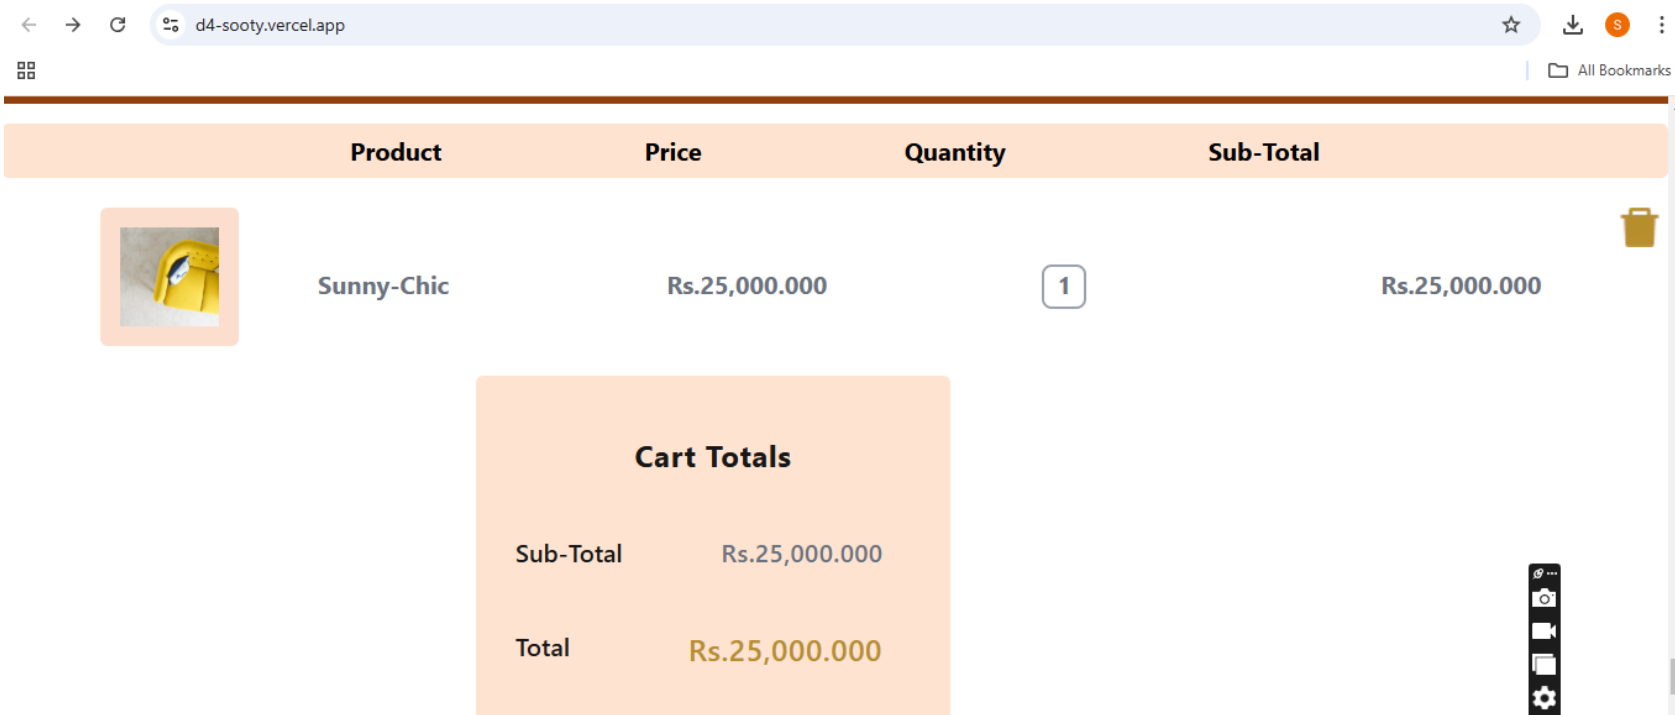 d4-sooty.vercel.app
S
All Bookmarks
Product Price Quantity Sub-Total
Sunny-Chic Rs.25,000.000 1 Rs.25,000.000
Cart Totals
Sub-Total Rs.25,000.000
Total Rs.25,000.000